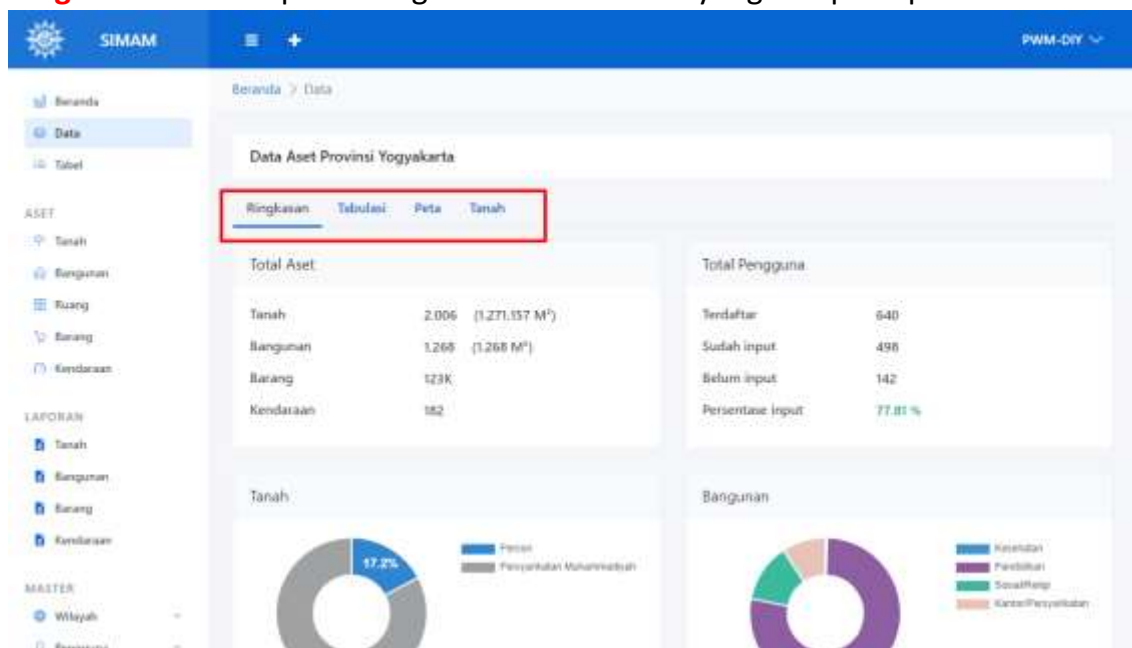 SIMAM
PWM-DIY
Beranda > Data
Beranda
Data
Tabel
ASET
Tanah
Bangunan
Ruang
Barang
Kendaraan
LAPORAN
Tanah
Bangunan
Barang
Kendaraan
MASTER
Wilayah
Data Aset Provinsi Yogyakarta
Ringkasan Tabulasi Peta Tanah
Total Aset
Tanah 2.006 (1.271.157 M²)
Bangunan 1.268 (1.268 M²)
Barang 123K
Kendaraan 182
Total Pengguna
Terdaftar 640
Sudah input 498
Belum input 142
Persentase input 77.81 %
Tanah
17.2%
Persyarikatan Muhammadiyah
Bangunan
Kesehatan
Pendidikan
Sosial/Religi
Kantor/Persyarikatan